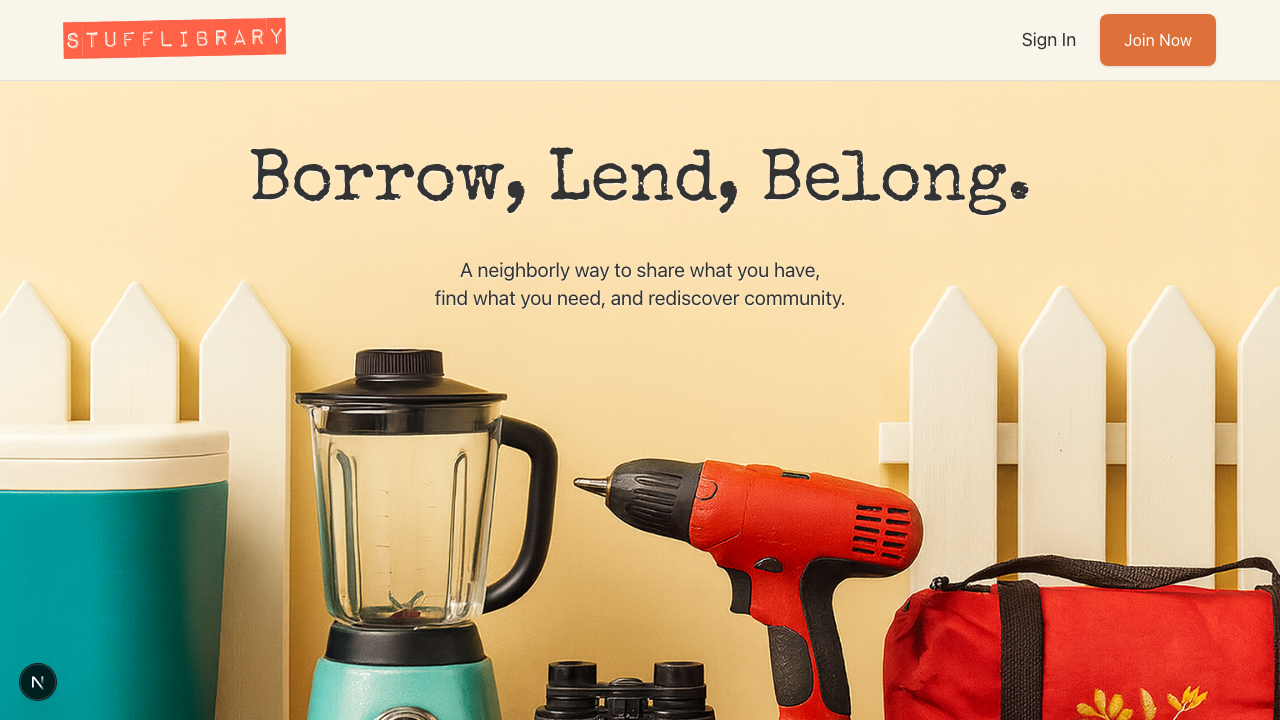 STUFFLIBRARY
Sign In
Join Now
Borrow, Lend, Belong.
A neighborly way to share what you have,
find what you need, and rediscover community.
N